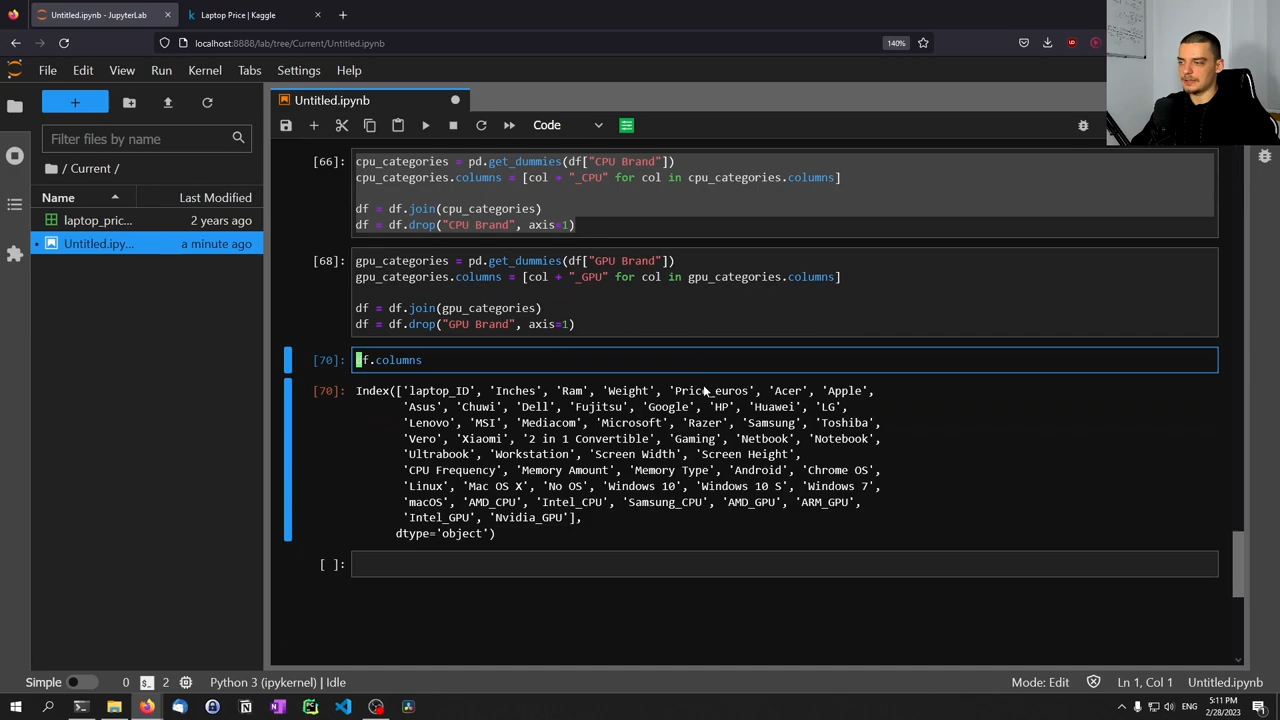 Untitled.ipynb - JupyterLab
Laptop Price | Kaggle
localhost:8888/lab/tree/Current/Untitled.ipynb
140%
File Edit View Run Kernel Tabs Settings Help
Untitled.ipynb
Filter files by name
Code
/ Current /
Name Last Modified
laptop_pric... 2 years ago
Untitled.ipy... a minute ago
[66]: cpu_categories = pd.get_dummies(df["CPU Brand"])
cpu_categories.columns = [col + "_CPU" for col in cpu_categories.columns]
df = df.join(cpu_categories)
df = df.drop("CPU Brand", axis=1)
[68]: gpu_categories = pd.get_dummies(df["GPU Brand"])
gpu_categories.columns = [col + "_GPU" for col in gpu_categories.columns]
df = df.join(gpu_categories)
df = df.drop("GPU Brand", axis=1)
[70]: df.columns
[70]: Index(['laptop_ID', 'Inches', 'Ram', 'Weight', 'Price_euros', 'Acer', 'Apple',
'Asus', 'Chuwi', 'Dell', 'Fujitsu', 'Google', 'HP', 'Huawei', 'LG',
'Lenovo', 'MSI', 'Mediacom', 'Microsoft', 'Razer', 'Samsung', 'Toshiba',
'Vero', 'Xiaomi', '2 in 1 Convertible', 'Gaming', 'Netbook', 'Notebook',
'Ultrabook', 'Workstation', 'Screen Width', 'Screen Height',
'CPU Frequency', 'Memory Amount', 'Memory Type', 'Android', 'Chrome OS',
'Linux', 'Mac OS X', 'No OS', 'Windows 10', 'Windows 10 S', 'Windows 7',
'macOS', 'AMD_CPU', 'Intel_CPU', 'Samsung_CPU', 'AMD_GPU', 'ARM_GPU',
'Intel_GPU', 'Nvidia_GPU'],
dtype='object')
[ ]:
Simple 0 2 Python 3 (ipykernel) | Idle Mode: Edit Ln 1, Col 1 Untitled.ipynb
ENG 5:11 PM
2/28/2023